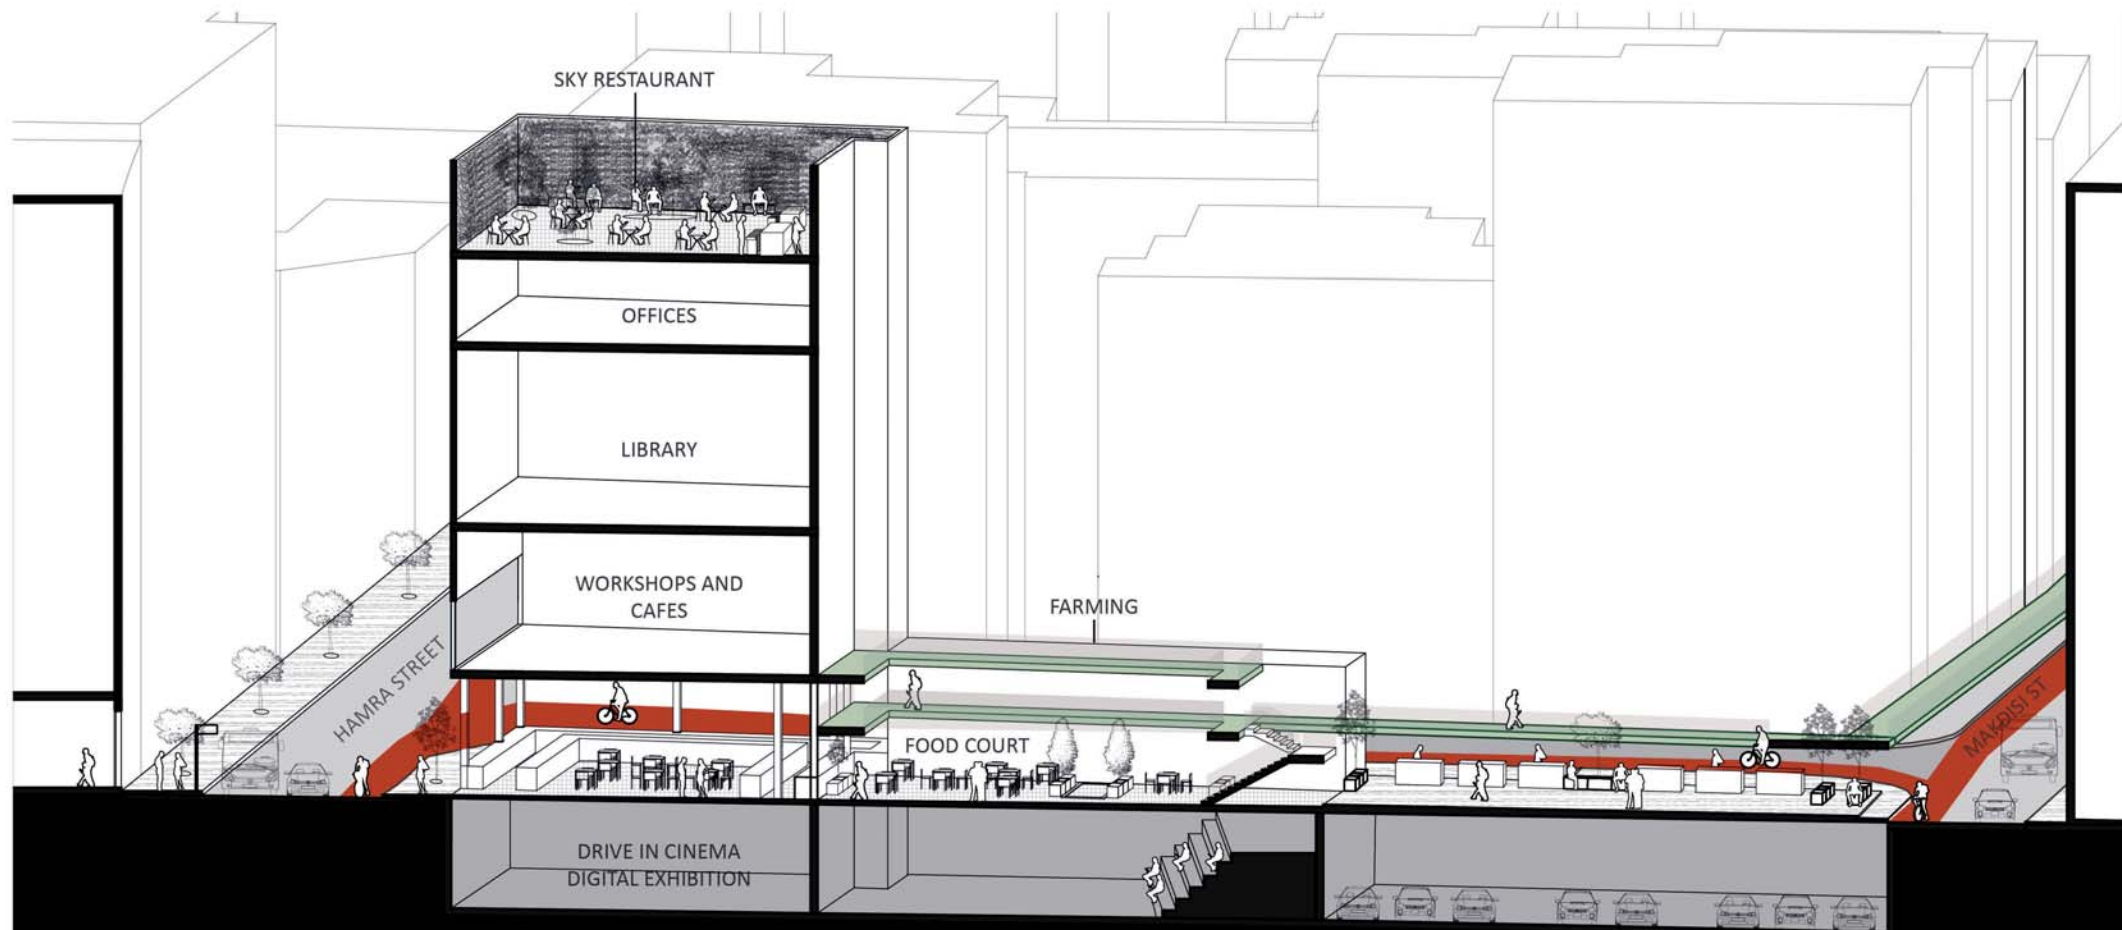 SKY RESTAURANT
OFFICES
LIBRARY
WORKSHOPS AND
CAFES
FARMING
HAMRA STREET
MAKDISI ST
FOOD COURT
DRIVE IN CINEMA
DIGITAL EXHIBITION